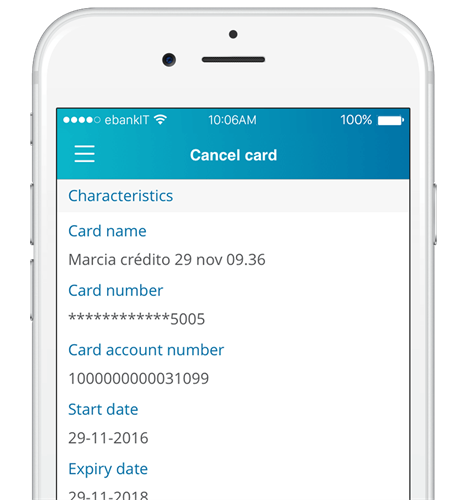 ebankIT 10:06AM 100%
Cancel card
Characteristics
Card name
Marcia crédito 29 nov 09.36
Card number
************5005
Card account number
1000000000031099
Start date
29-11-2016
Expiry date
29-11-2018